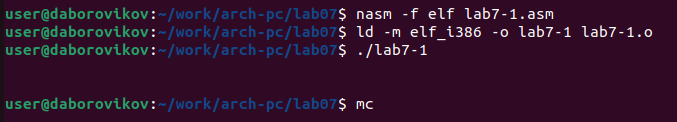 user@daborovikov:~/work/arch-pc/lab07$ nasm -f elf lab7-1.asm
user@daborovikov:~/work/arch-pc/lab07$ ld -m elf_i386 -o lab7-1 lab7-1.o
user@daborovikov:~/work/arch-pc/lab07$ ./lab7-1
user@daborovikov:~/work/arch-pc/lab07$ mc